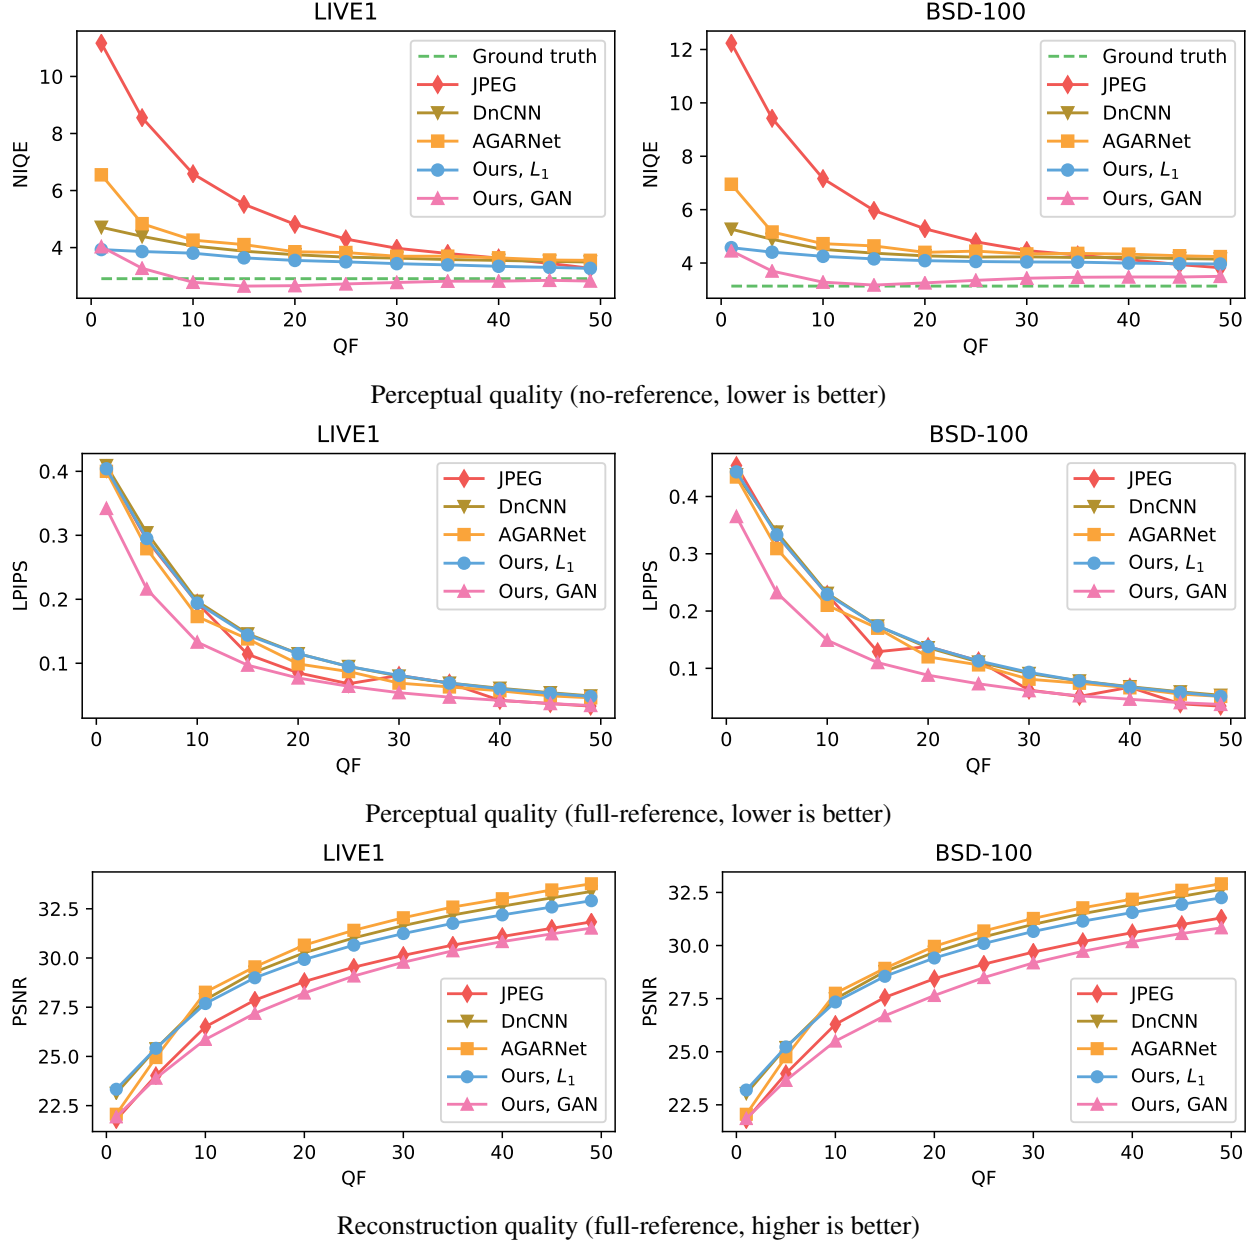 LIVE1
BSD-100
NIQE
10
8
6
4
Ground truth
JPEG
DnCNN
AGARNet
Ours, L1
Ours, GAN
0 10 20 30 40 50
QF
NIQE
12
10
8
6
4
Ground truth
JPEG
DnCNN
AGARNet
Ours, L1
Ours, GAN
0 10 20 30 40 50
QF
Perceptual quality (no-reference, lower is better)
LIVE1
BSD-100
LPIPS
0.4
0.3
0.2
0.1
JPEG
DnCNN
AGARNet
Ours, L1
Ours, GAN
0 10 20 30 40 50
QF
LPIPS
0.4
0.3
0.2
0.1
JPEG
DnCNN
AGARNet
Ours, L1
Ours, GAN
0 10 20 30 40 50
QF
Perceptual quality (full-reference, lower is better)
LIVE1
BSD-100
PSNR
32.5
30.0
27.5
25.0
22.5
JPEG
DnCNN
AGARNet
Ours, L1
Ours, GAN
0 10 20 30 40 50
QF
PSNR
32.5
30.0
27.5
25.0
22.5
JPEG
DnCNN
AGARNet
Ours, L1
Ours, GAN
0 10 20 30 40 50
QF
Reconstruction quality (full-reference, higher is better)